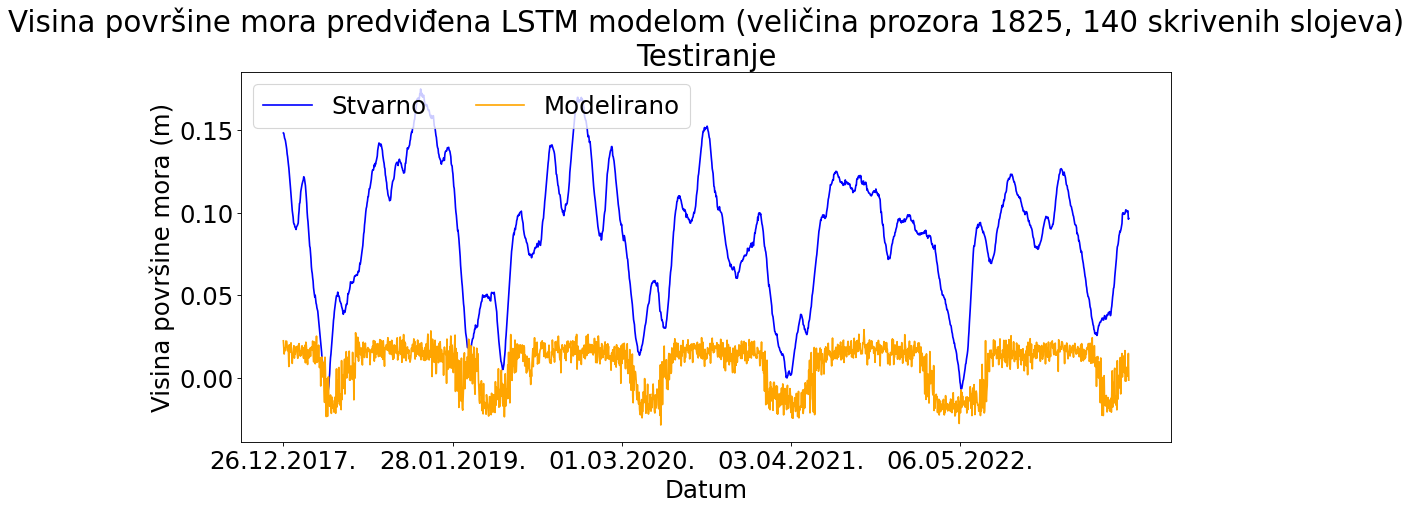 Visina površine mora predviđena LSTM modelom (veličina prozora 1825, 140 skrivenih slojeva)
Testiranje
Stvarno Modelirano
Visina površine mora (m)
0.15
0.10
0.05
0.00
26.12.2017. 28.01.2019. 01.03.2020. 03.04.2021. 06.05.2022.
Datum